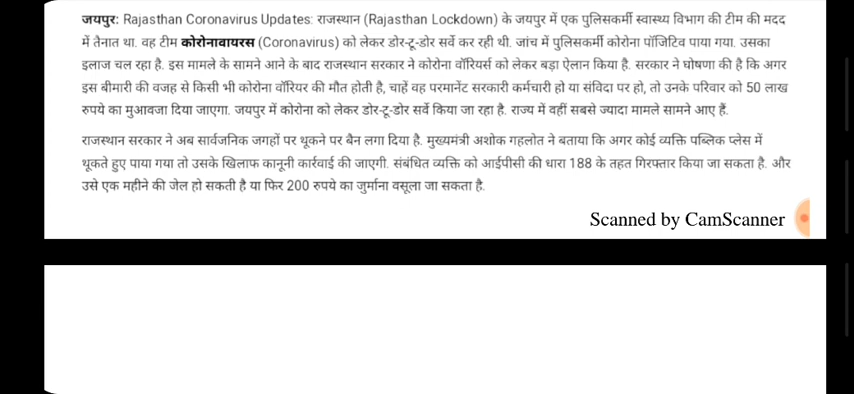 जयपुर: Rajasthan Coronavirus Updates: राजस्थान (Rajasthan Lockdown) के जयपुर में एक पुलिसकर्मी स्वास्थ्य विभाग की टीम की मदद
में तैनात था. वह टीम कोरोनावायरस (Coronavirus) को लेकर डोर-टू-डोर सर्वे कर रही थी. जांच में पुलिसकर्मी कोरोना पॉजिटिव पाया गया. उसका
इलाज चल रहा है. इस मामले के सामने आने के बाद राजस्थान सरकार ने कोरोना वॉरियर्स को लेकर बड़ा ऐलान किया है. सरकार ने घोषणा की है कि अगर
इस बीमारी की वजह से किसी भी कोरोना वॉरियर की मौत होती है, चाहें वह परमानेंट सरकारी कर्मचारी हो या संविदा पर हो, तो उनके परिवार को 50 लाख
रुपये का मुआवजा दिया जाएगा. जयपुर में कोरोना को लेकर डोर-टू-डोर सर्वे किया जा रहा है. राज्य में वहीं सबसे ज्यादा मामले सामने आए हैं.
राजस्थान सरकार ने अब सार्वजनिक जगहों पर थूकने पर बैन लगा दिया है. मुख्यमंत्री अशोक गहलोत ने बताया कि अगर कोई व्यक्ति पब्लिक प्लेस में
थूकते हुए पाया गया तो उसके खिलाफ कानूनी कार्रवाई की जाएगी. संबंधित व्यक्ति को आईपीसी की धारा 188 के तहत गिरफ्तार किया जा सकता है. और
उसे एक महीने की जेल हो सकती है या फिर 200 रुपये का जुर्माना वसूला जा सकता है.
Scanned by CamScanner